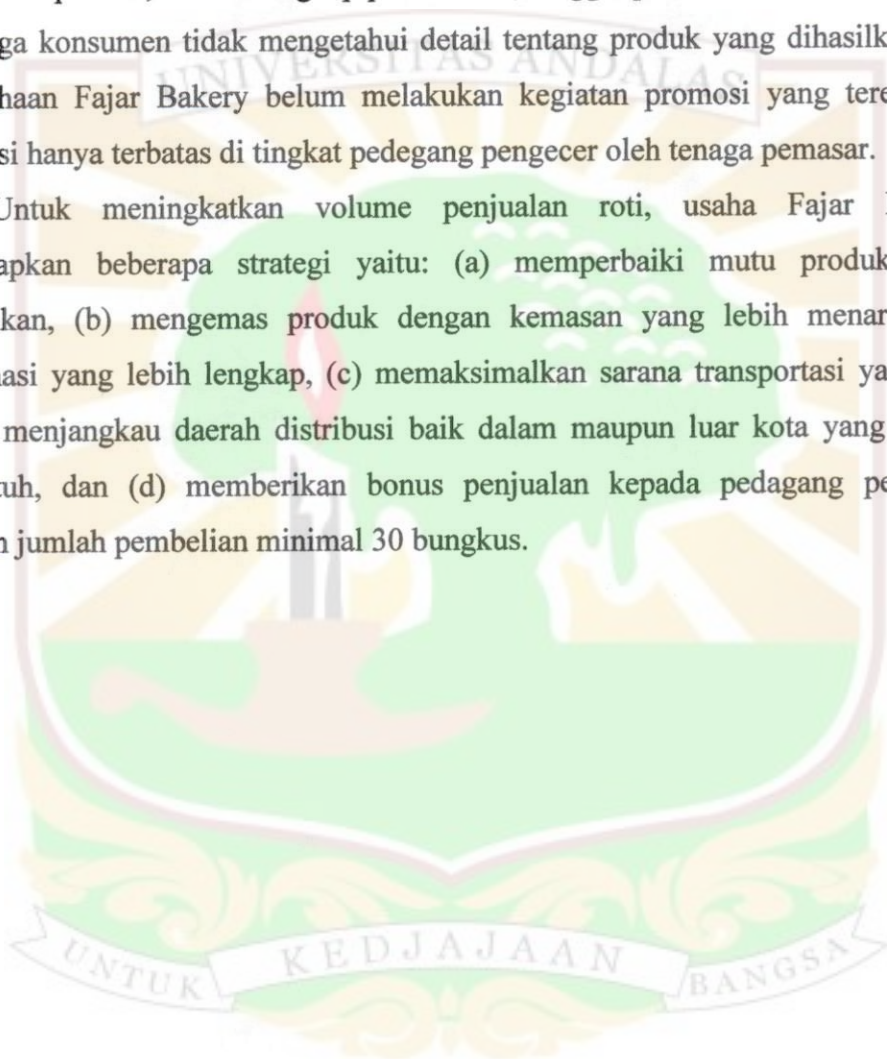 ga konsumen tidak mengetahui detail tentang produk yang dihasilk
haan Fajar Bakery belum melakukan kegiatan promosi yang tere
si hanya terbatas di tingkat pedegang pengecer oleh tenaga pemasar.
Untuk meningkatkan volume penjualan roti, usaha Fajar
apkan beberapa strategi yaitu: (a) memperbaiki mutu produk
kan, (b) mengemas produk dengan kemasan yang lebih menar
nasi yang lebih lengkap, (c) memaksimalkan sarana transportasi ya
menjangkau daerah distribusi baik dalam maupun luar kota yang
tuh, dan (d) memberikan bonus penjualan kepada pedagang pe
n jumlah pembelian minimal 30 bungkus.
UNIVERSITAS ANDALAS
UNTUK KEDJAJAAN BANGSA